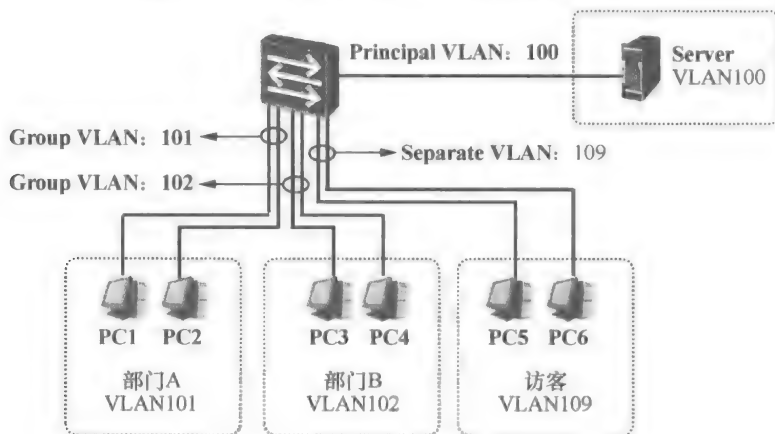 Principal VLAN：100
Server
VLAN100
Group VLAN：101
Separate VLAN：109
Group VLAN：102
PC1 PC2 PC3 PC4 PC5 PC6
部门A 部门B 访客
VLAN101 VLAN102 VLAN109